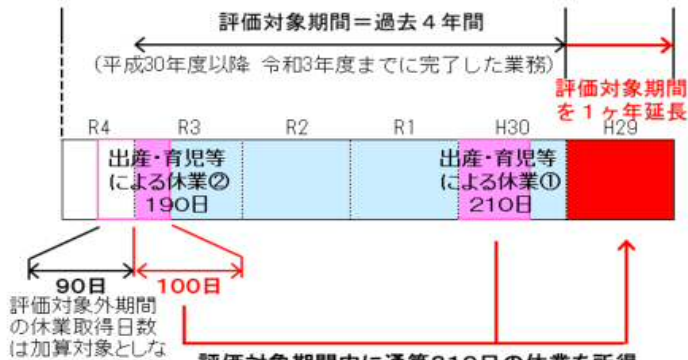 評価対象期間＝過去４年間
(平成30年度以降 令和3年度までに完了した業務)
評価対象期間
を１ヶ年延長
R4 R3 R2 R1 H30 H29
出産・育児等
による休業②
190日
出産・育児等
による休業①
210日
90日
100日
評価対象外期間
の休業取得日数
は加算対象としな